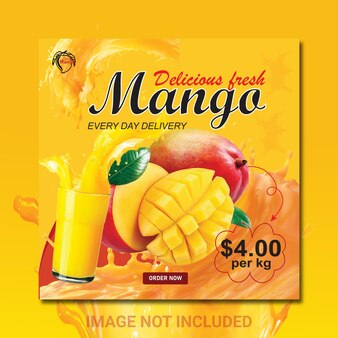 Delicious fresh
Mango
EVERY DAY DELIVERY
$4.00
per kg
ORDER NOW
IMAGE NOT INCLUDED